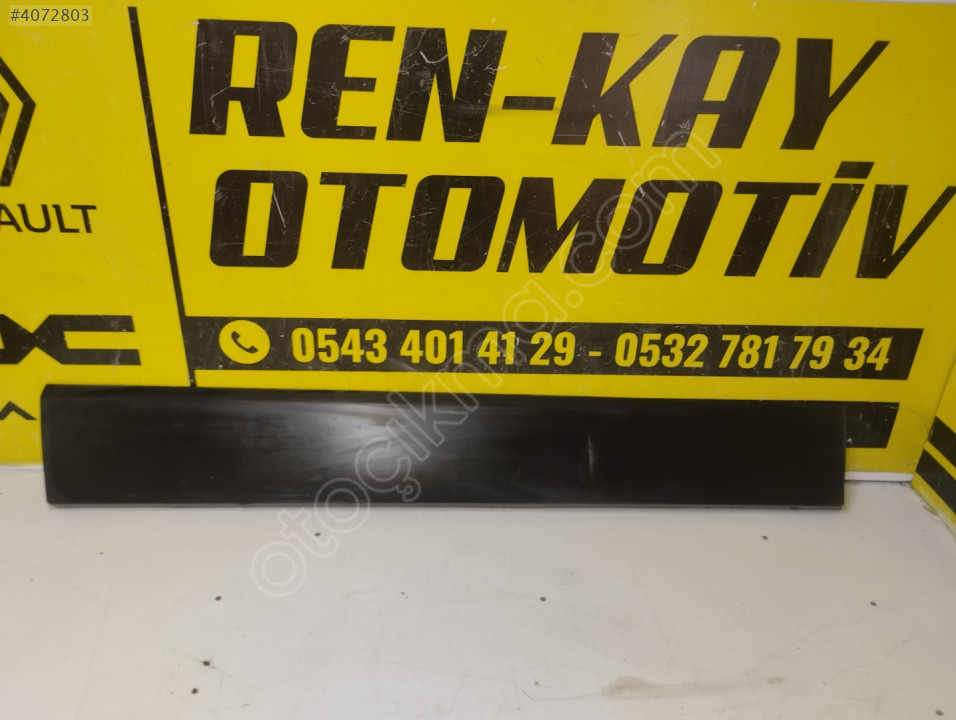 #4072803
REN-KAY
OTOMOTİV
AULT
0543 401 41 29 - 0532 781 79 34
otoçıkma.com